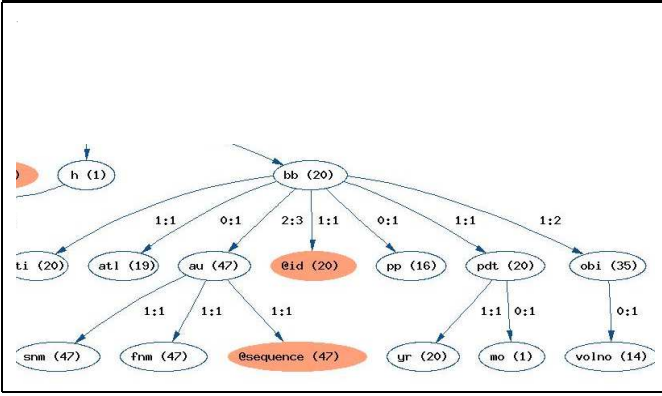 h (1)
bb (20)
1:1 0:1 2:3 1:1 0:1 1:1 1:2
ti (20) atl (19) au (47) @id (20) pp (16) pdt (20) obi (35)
1:1 1:1 1:1 1:1 0:1 0:1
snm (47) fnm (47) @sequence (47) yr (20) mo (1) volno (14)